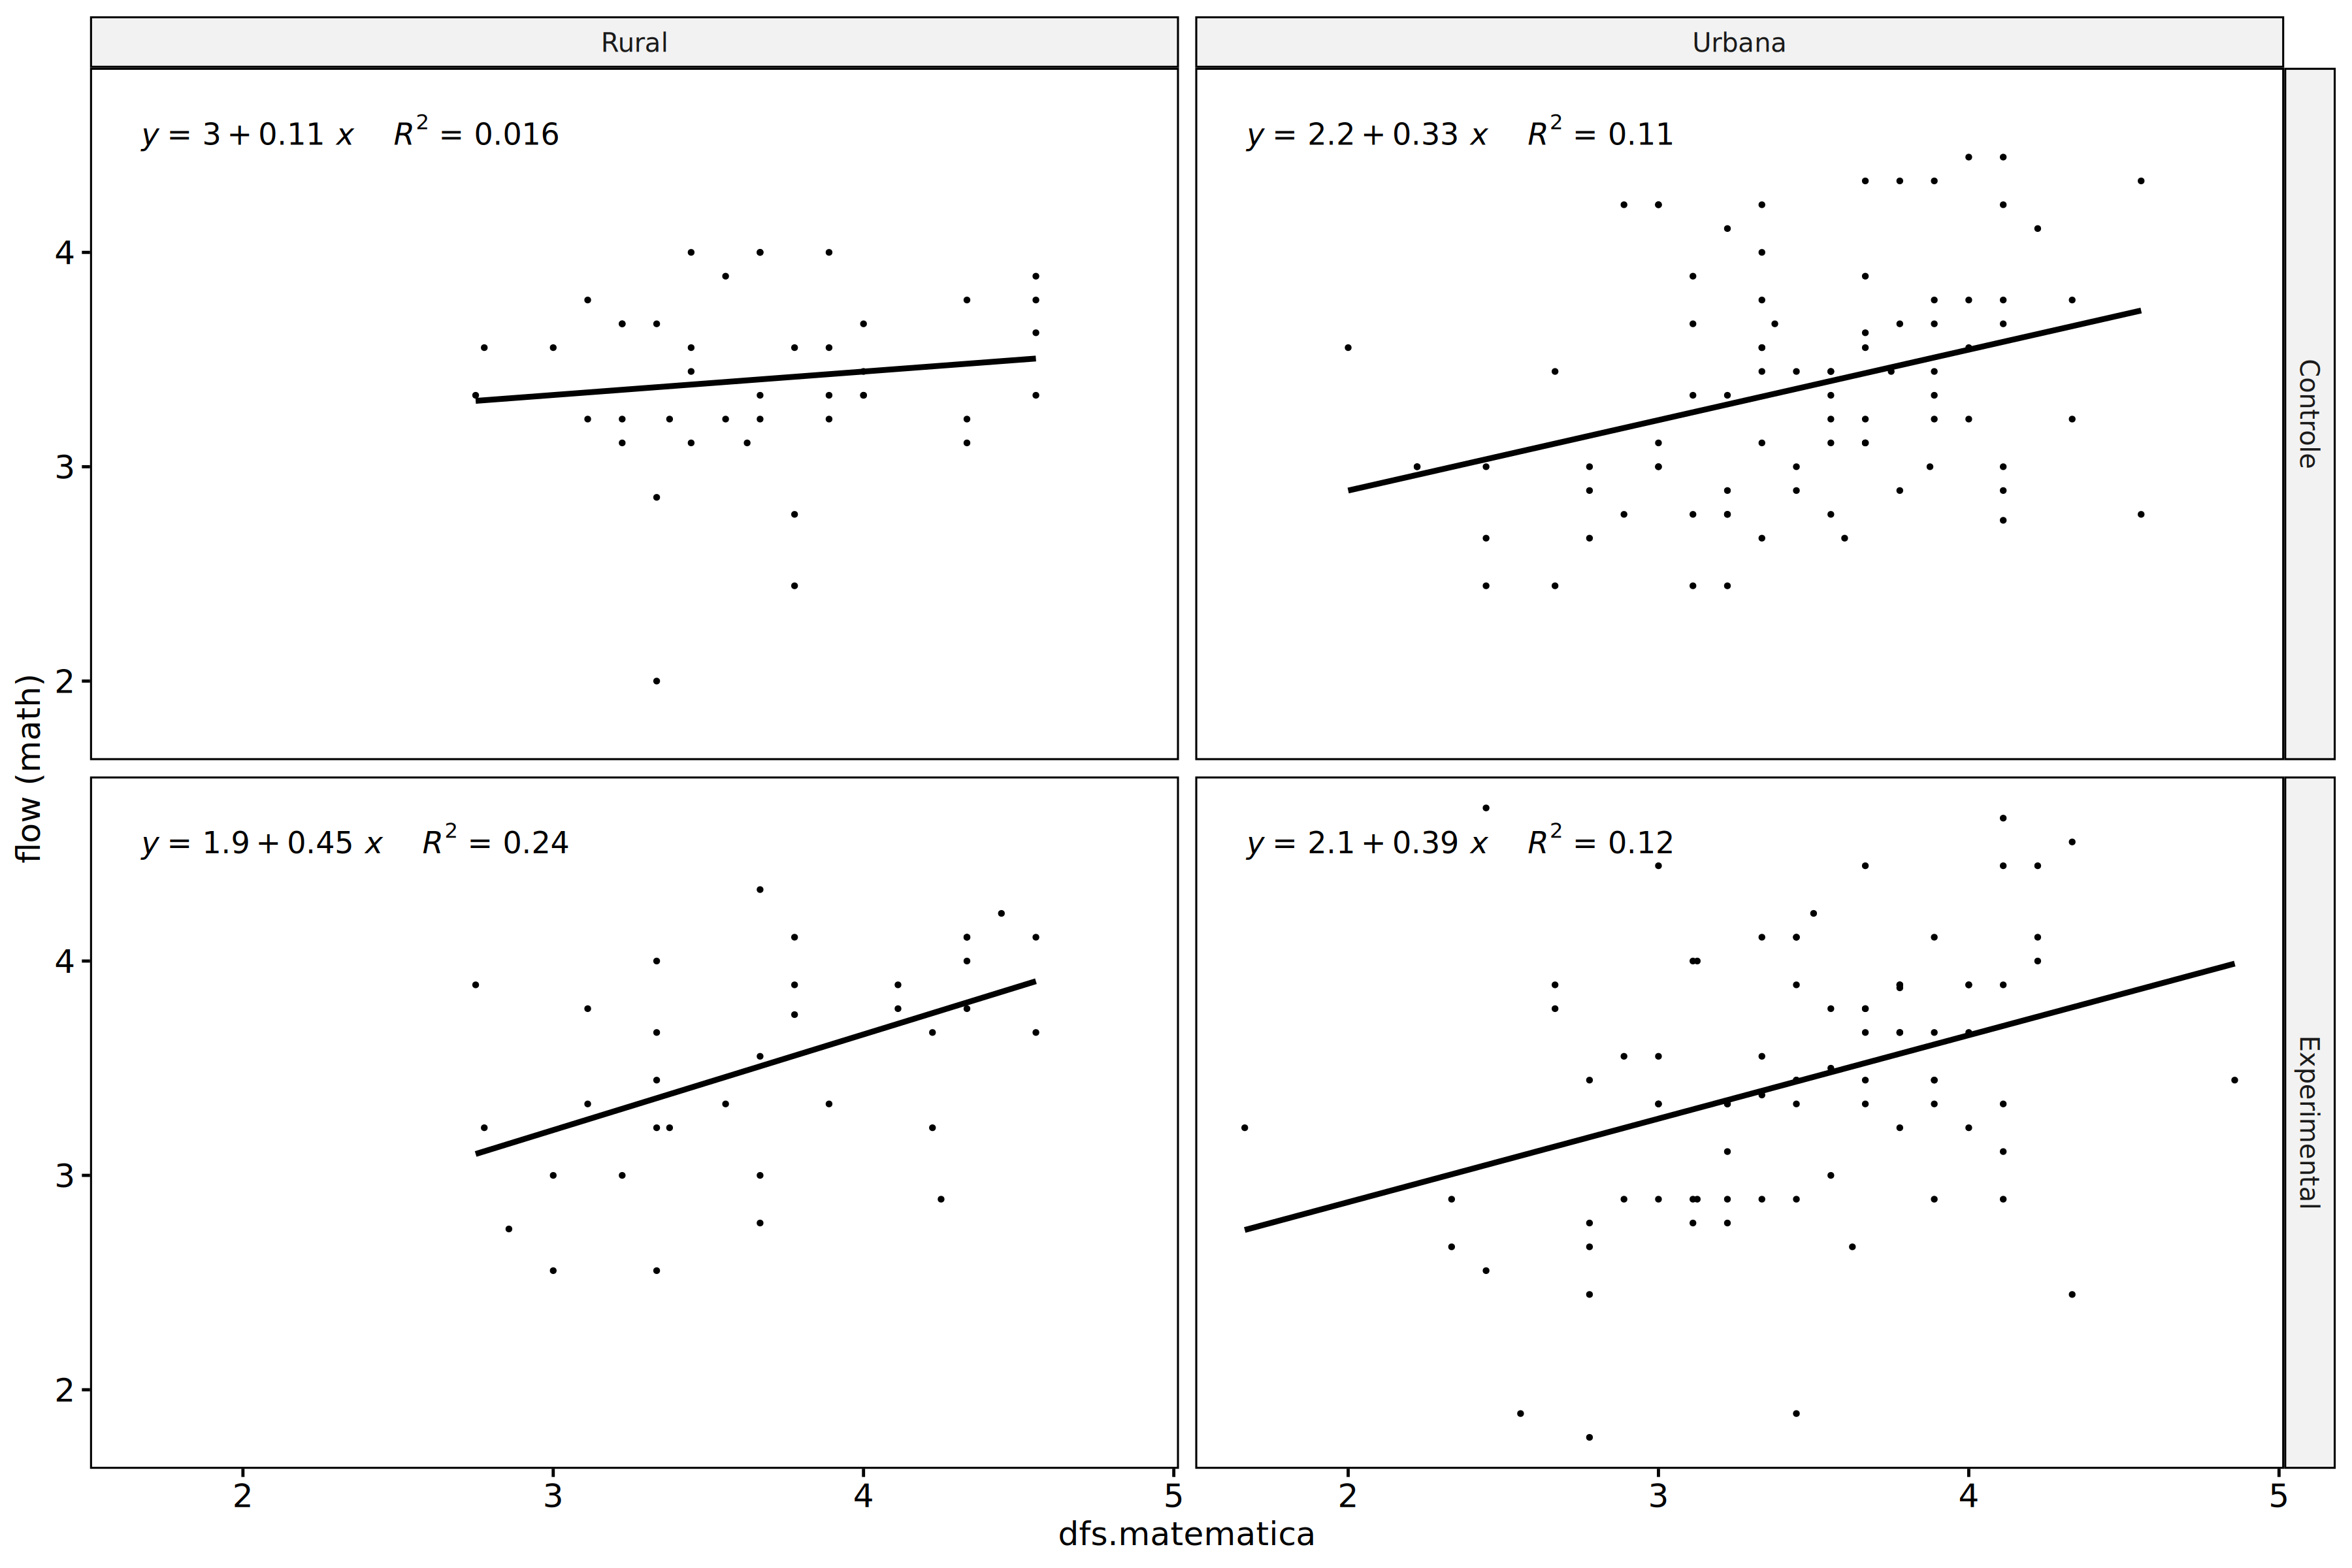 Rural
Urbana
y = 3 + 0.11 x R² = 0.016
y = 2.2 + 0.33 x R² = 0.11
4
3
2
Controle
flow (math)
y = 1.9 + 0.45 x R² = 0.24
y = 2.1 + 0.39 x R² = 0.12
4
3
2
Experimental
2 3 4 5
2 3 4 5
dfs.matematica